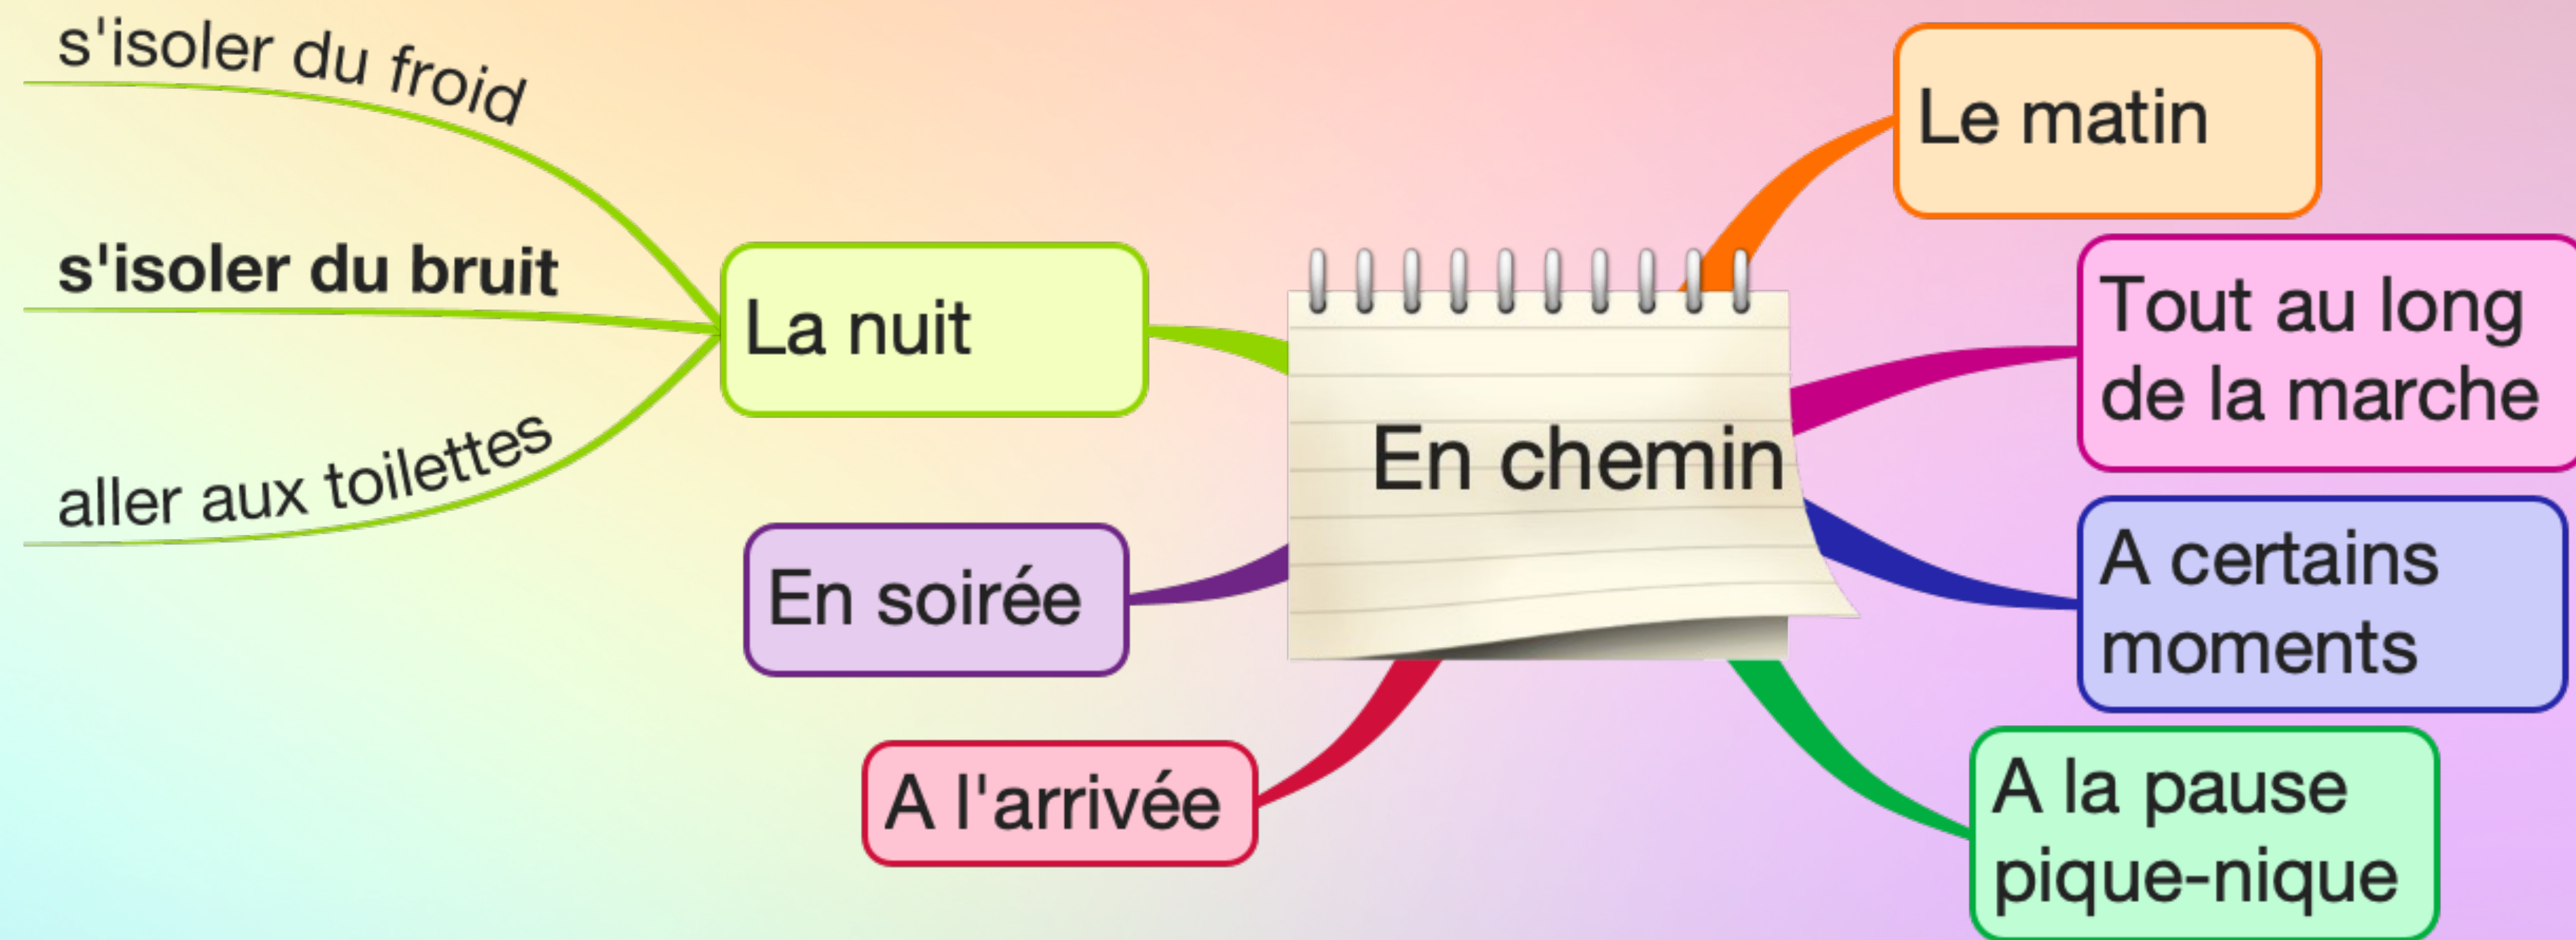 s'isoler du froid
s'isoler du bruit
aller aux toilettes
La nuit
En soirée
A l'arrivée
En chemin
Le matin
Tout au long
de la marche
A certains
moments
A la pause
pique-nique